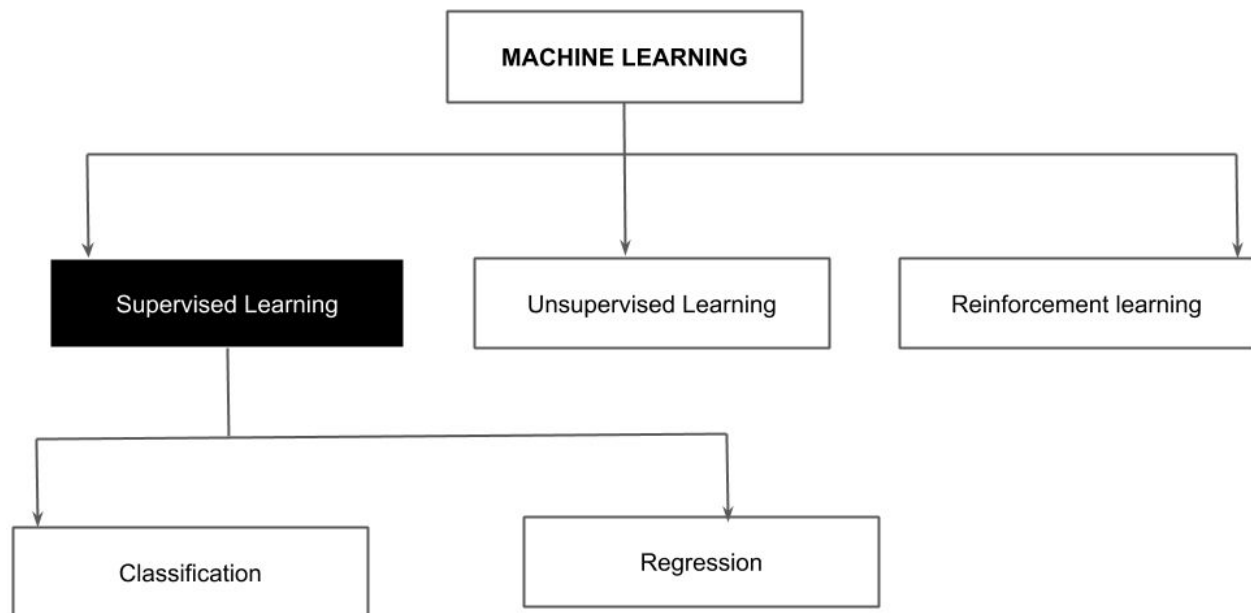 MACHINE LEARNING
Supervised Learning
Unsupervised Learning
Reinforcement learning
Classification
Regression